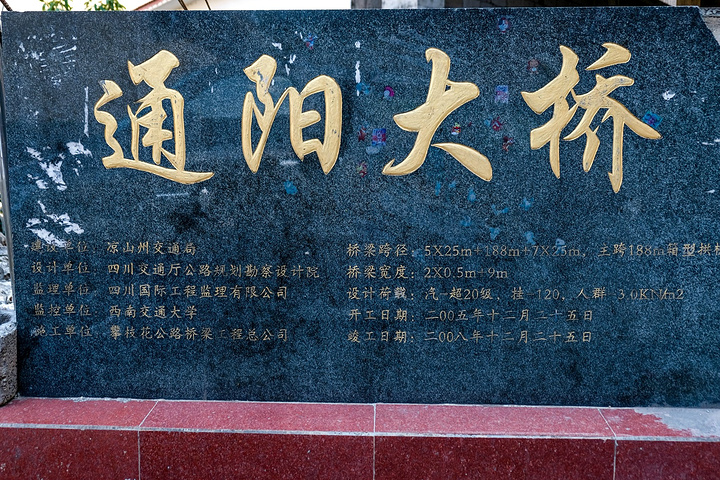 通阳大桥
建设单位：凉山州交通局
设计单位：四川交通厅公路规划勘察设计院
监理单位：四川国际工程监理有限公司
监控单位：西南交通大学
施工单位：攀枝花公路桥梁工程总公司
桥梁跨径：5X25m+188m+7X25m，主跨188m箱型拱桥
桥梁宽度：2X0.5m+9m
设计荷载：汽-超20级、挂-120、人群-3.0KN/m2
开工日期：二00五年十二月二十五日
竣工日期：二00八年十二月二十五日